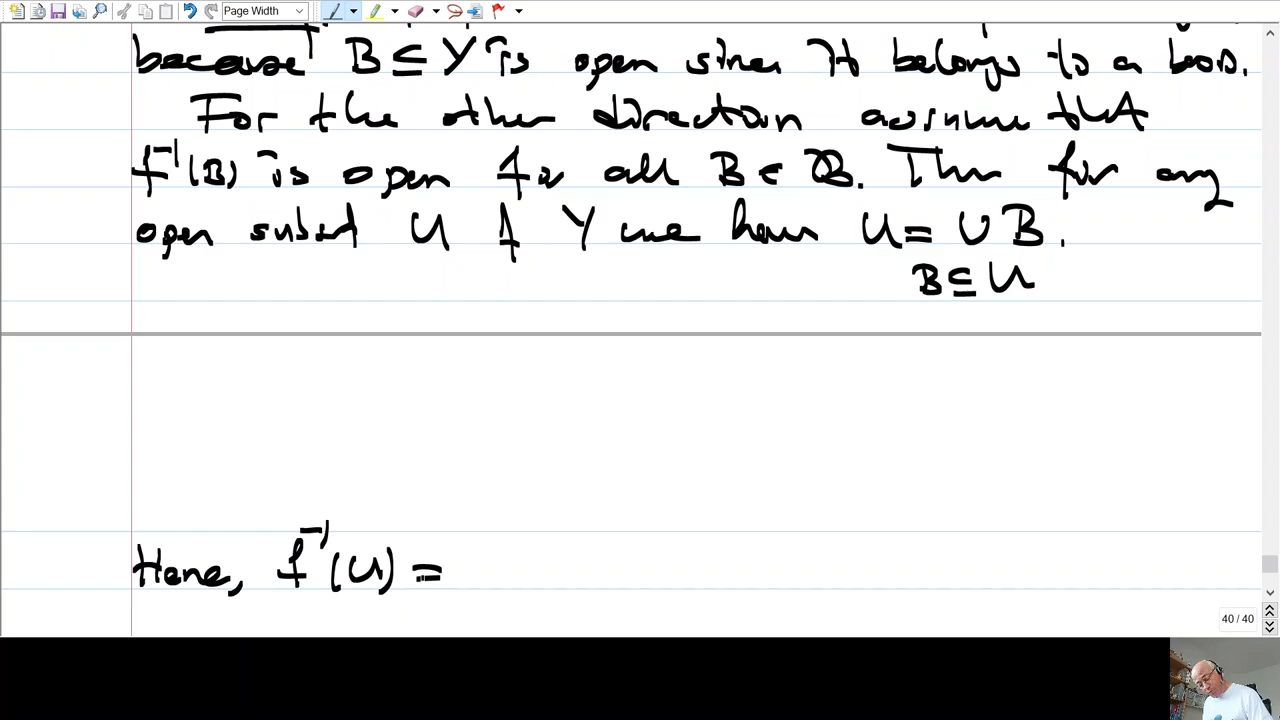 Page Width
because B ⊆ Y is open since it belongs to a basis.
For the other direction assume that
f⁻¹(B) is open for all B ∈ 𝔅. Then for any
open subset U of Y we have U = ∪ B.
B ⊆ U
Hence, f⁻¹(U) =
40 / 40